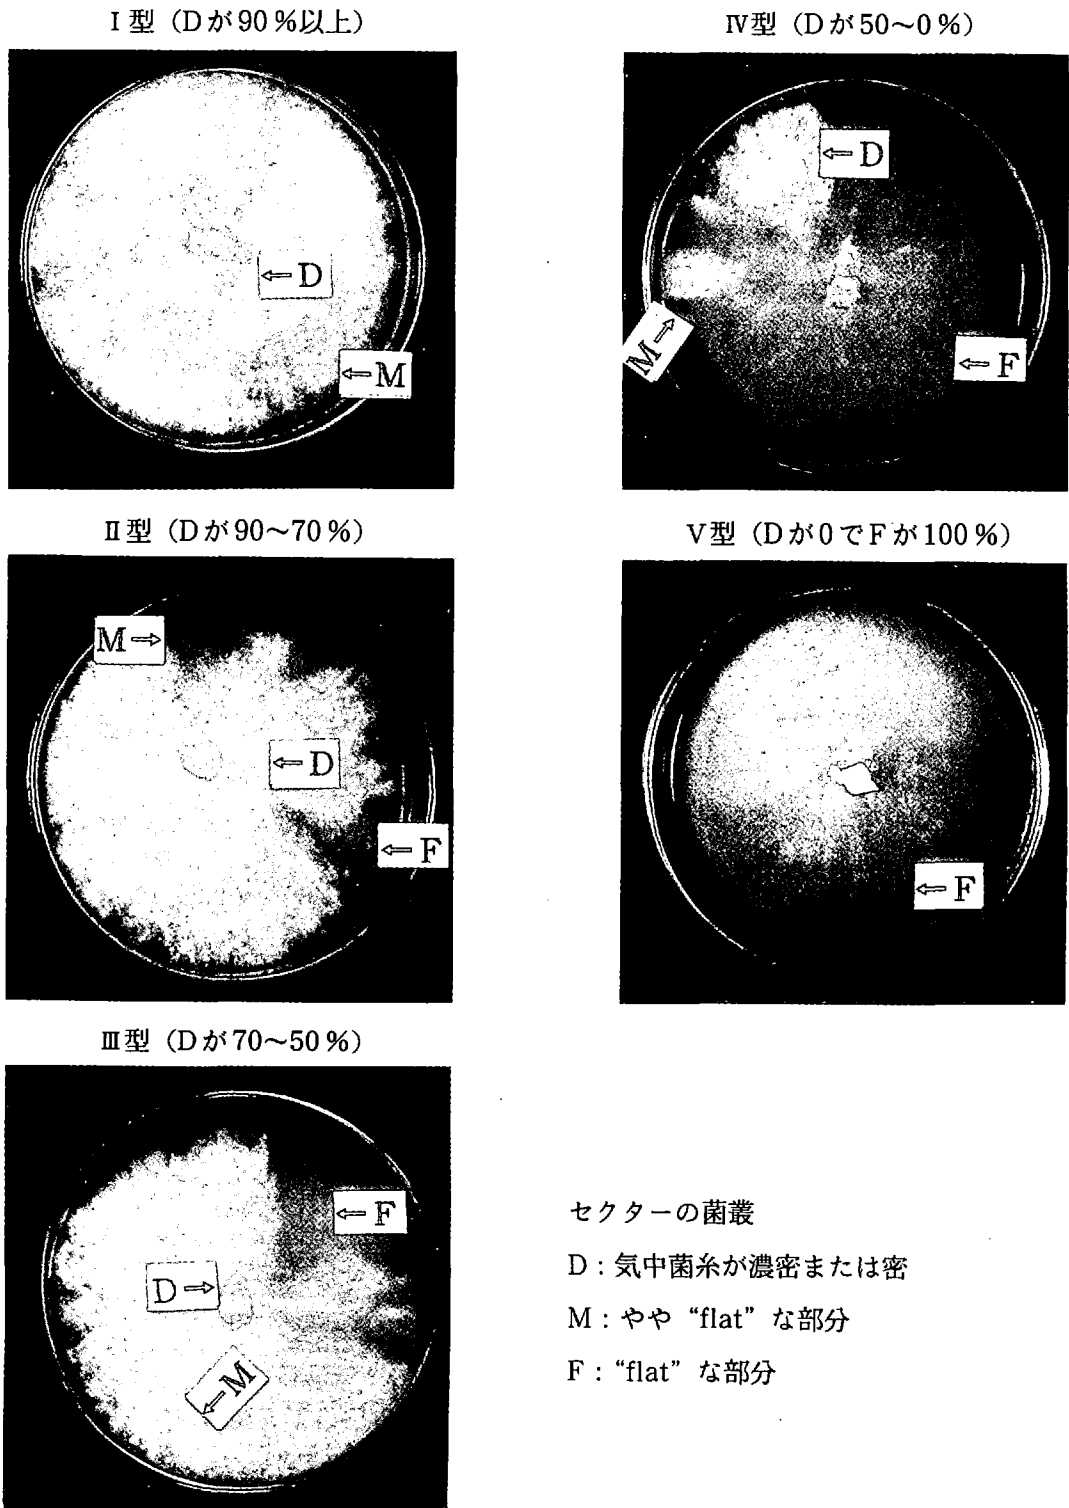 I型（Dが90%以上）
D
M
II型（Dが90〜70%）
M
D
F
III型（Dが70〜50%）
F
D
M
IV型（Dが50〜0%）
D
M
F
V型（Dが0でFが100%）
F
セクターの菌叢
D：気中菌糸が濃密または密
M：やや“flat”な部分
F：“flat”な部分